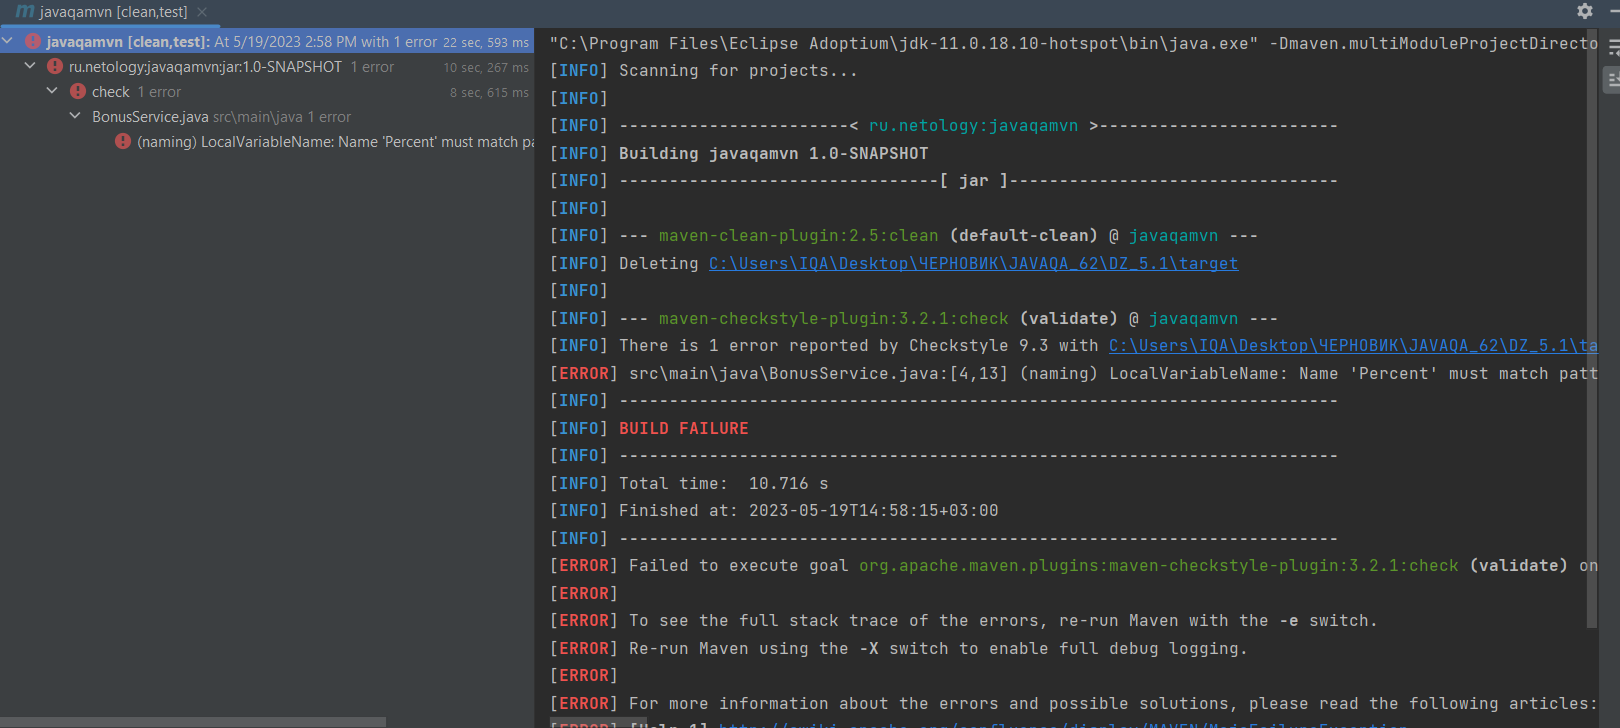 javaqamvn [clean,test]
javaqamvn [clean,test]: At 5/19/2023 2:58 PM with 1 error 22 sec, 593 ms
ru.netology:javaqamvn:jar:1.0-SNAPSHOT 1 error 10 sec, 267 ms
check 1 error 8 sec, 615 ms
BonusService.java src\main\java 1 error
(naming) LocalVariableName: Name 'Percent' must match pa
"C:\Program Files\Eclipse Adoptium\jdk-11.0.18.10-hotspot\bin\java.exe" -Dmaven.multiModuleProjectDirecto
[INFO] Scanning for projects...
[INFO]
[INFO] -----------------------< ru.netology:javaqamvn >------------------------
[INFO] Building javaqamvn 1.0-SNAPSHOT
[INFO] --------------------------------[ jar ]---------------------------------
[INFO]
[INFO] --- maven-clean-plugin:2.5:clean (default-clean) @ javaqamvn ---
[INFO] Deleting C:\Users\IQA\Desktop\ЧЕРНОВИК\JAVAQA_62\DZ_5.1\target
[INFO]
[INFO] --- maven-checkstyle-plugin:3.2.1:check (validate) @ javaqamvn ---
[INFO] There is 1 error reported by Checkstyle 9.3 with C:\Users\IQA\Desktop\ЧЕРНОВИК\JAVAQA_62\DZ_5.1\ta
[ERROR] src\main\java\BonusService.java:[4,13] (naming) LocalVariableName: Name 'Percent' must match patt
[INFO] ------------------------------------------------------------------------
[INFO] BUILD FAILURE
[INFO] ------------------------------------------------------------------------
[INFO] Total time:  10.716 s
[INFO] Finished at: 2023-05-19T14:58:15+03:00
[INFO] ------------------------------------------------------------------------
[ERROR] Failed to execute goal org.apache.maven.plugins:maven-checkstyle-plugin:3.2.1:check (validate) on
[ERROR]
[ERROR] To see the full stack trace of the errors, re-run Maven with the -e switch.
[ERROR] Re-run Maven using the -X switch to enable full debug logging.
[ERROR]
[ERROR] For more information about the errors and possible solutions, please read the following articles:
[ERROR] [Help 1] http://cwiki.apache.org/confluence/display/MAVEN/MojoFailureException